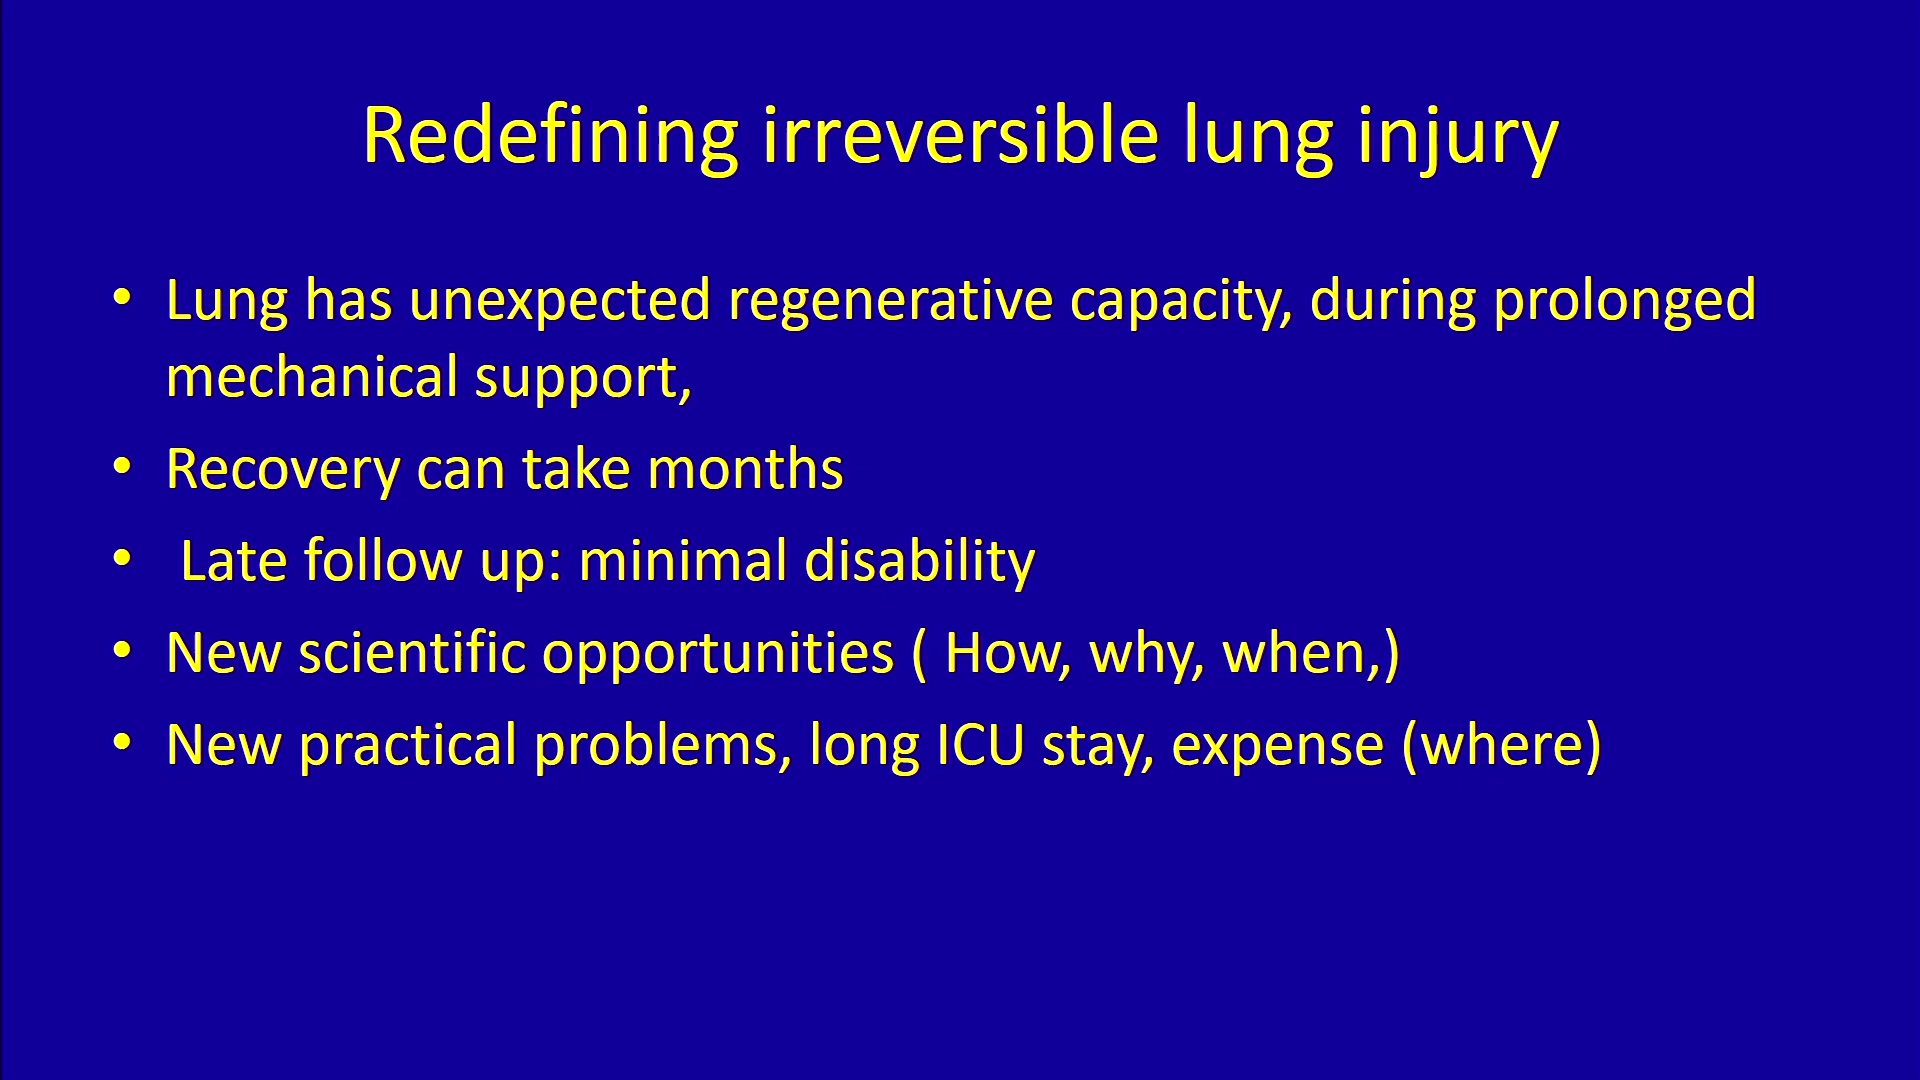 Redefining irreversible lung injury
• Lung has unexpected regenerative capacity, during prolonged
mechanical support,
• Recovery can take months
• Late follow up: minimal disability
• New scientific opportunities ( How, why, when,)
• New practical problems, long ICU stay, expense (where)